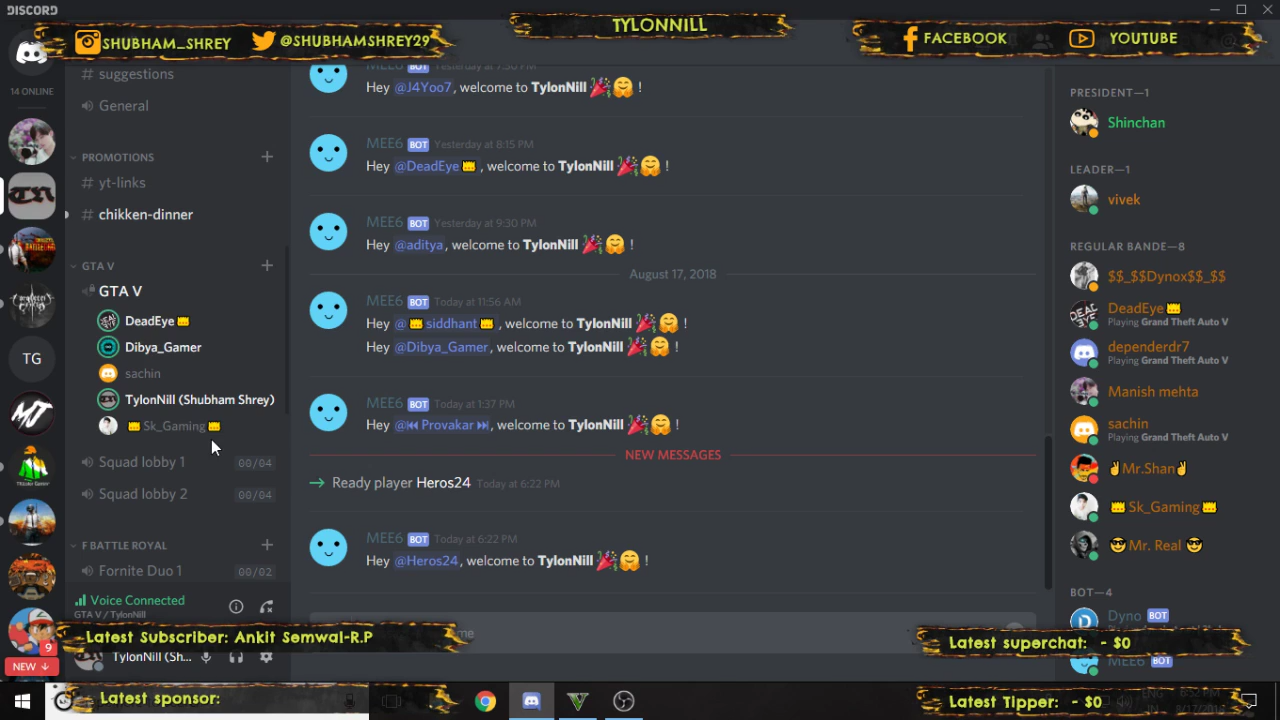 DISCORD
SHUBHAM_SHREY
@SHUBHAMSHREY29
TYLONNILL
FACEBOOK
YOUTUBE
14 ONLINE
# suggestions
General
PROMOTIONS
# yt-links
# chikken-dinner
GTA V
GTA V
DeadEye
Dibya_Gamer
sachin
TylonNill (Shubham Shrey)
Sk_Gaming
Squad lobby 1 00/04
Squad lobby 2 00/04
F BATTLE ROYAL
Fornite Duo 1 00/02
Voice Connected
GTA V / TylonNill
TylonNill (Sh...
TG
MT
9
NEW
MEE6 BOT Yesterday at 7:50 PM
Hey @J4Yoo7, welcome to TylonNill 🎉🤗 !
MEE6 BOT Yesterday at 8:15 PM
Hey @DeadEye , welcome to TylonNill 🎉🤗 !
MEE6 BOT Yesterday at 9:30 PM
Hey @aditya, welcome to TylonNill 🎉🤗 !
August 17, 2018
MEE6 BOT Today at 11:56 AM
Hey @ siddhant , welcome to TylonNill 🎉🤗 !
Hey @Dibya_Gamer, welcome to TylonNill 🎉🤗 !
MEE6 BOT Today at 1:37 PM
Hey @⏮ Provakar ⏭, welcome to TylonNill 🎉🤗 !
NEW MESSAGES
→ Ready player Heros24 Today at 6:22 PM
MEE6 BOT Today at 6:22 PM
Hey @Heros24, welcome to TylonNill 🎉🤗 !
PRESIDENT—1
Shinchan
LEADER—1
vivek
REGULAR BANDE—8
$$_$$Dynox$$_$$
DeadEye
Playing Grand Theft Auto V
dependerdr7
Playing Grand Theft Auto V
Manish mehta
sachin
Playing Grand Theft Auto V
✌Mr.Shan✌
Sk_Gaming
😎Mr. Real 😎
BOT—4
Dyno BOT
MEE6 BOT
Latest Subscriber: Ankit Semwal-R.P
Latest superchat: - $0
Latest sponsor:
Latest Tipper: - $0